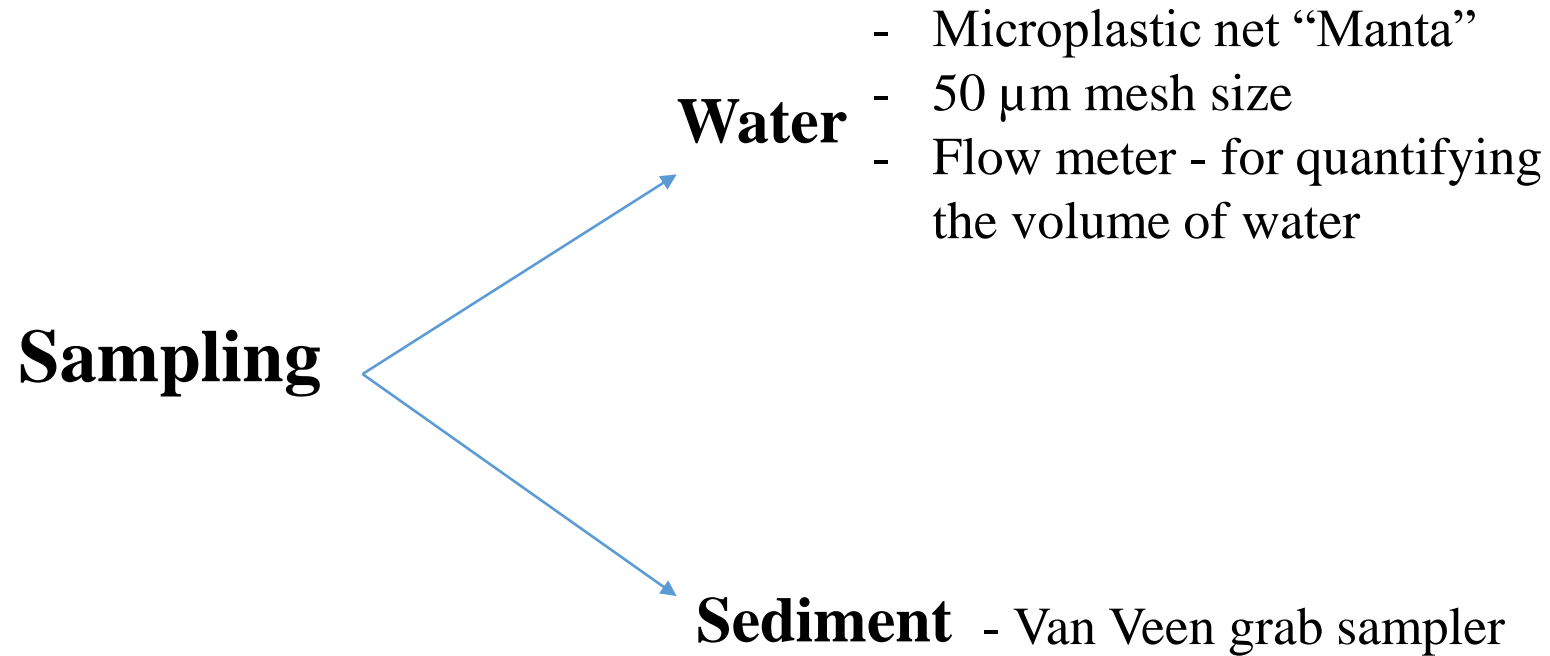 - Microplastic net “Manta”
Water
- 50 µm mesh size
- Flow meter - for quantifying
the volume of water
Sampling
Sediment - Van Veen grab sampler